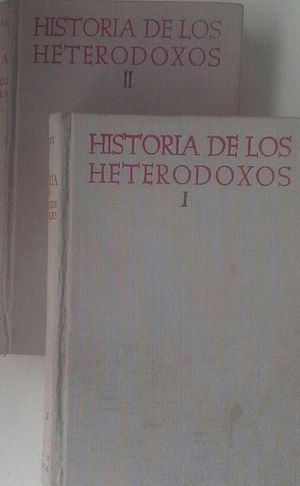 HISTORIA DE LOS
HETERODOXOS
II
HISTORIA DE LOS
HETERODOXOS
I